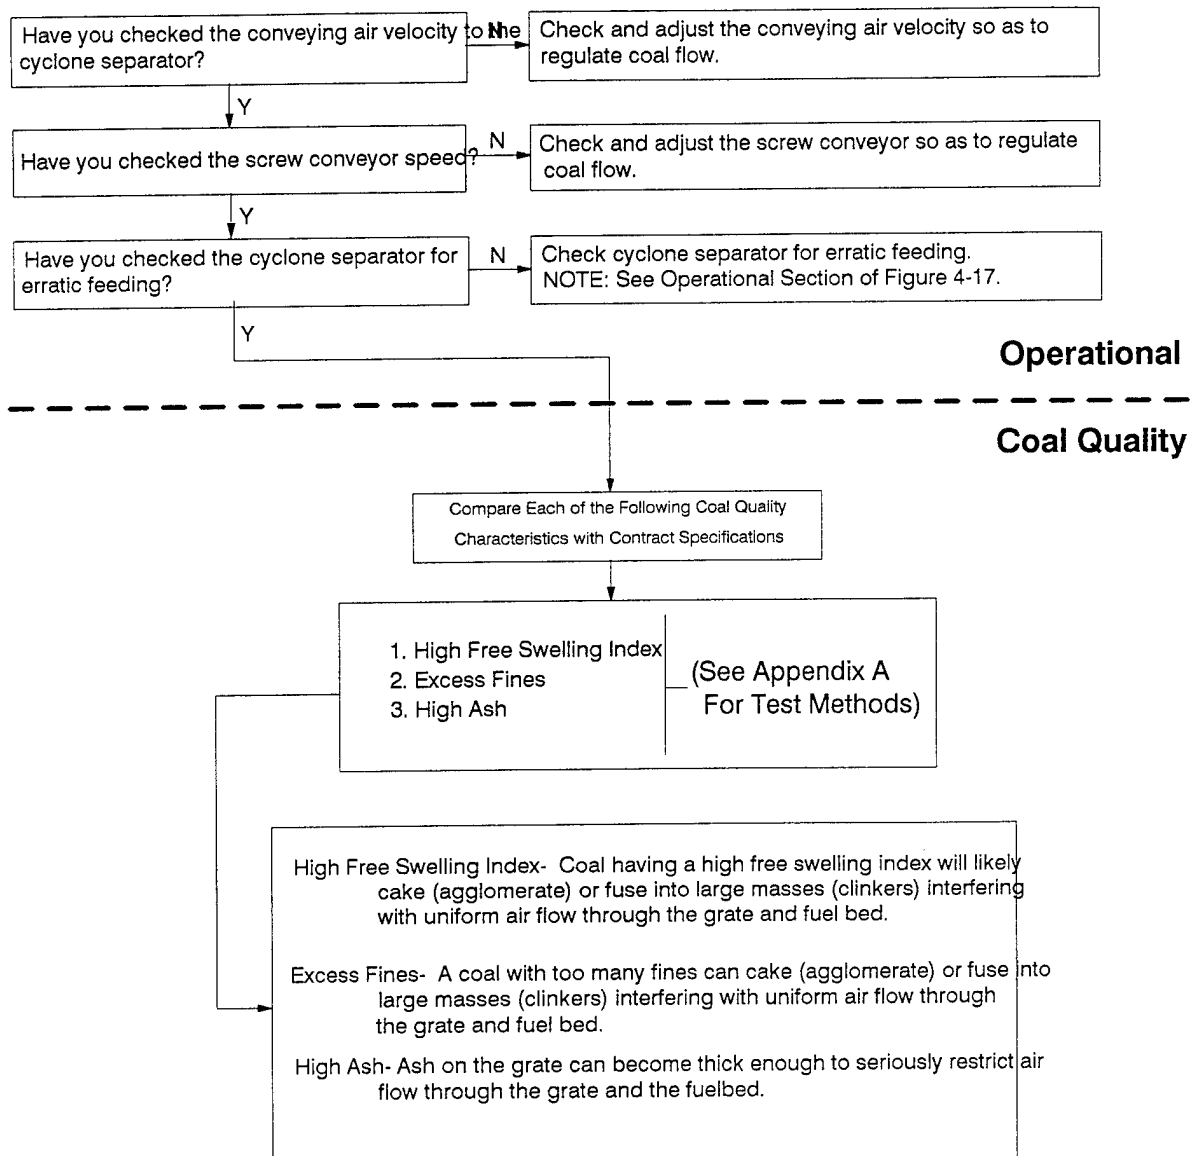 Have you checked the conveying air velocity to the
cyclone separator?
N
Check and adjust the conveying air velocity so as to
regulate coal flow.
Y
Have you checked the screw conveyor speed?
N
Check and adjust the screw conveyor so as to regulate
coal flow.
Y
Have you checked the cyclone separator for
erratic feeding?
N
Check cyclone separator for erratic feeding.
NOTE: See Operational Section of Figure 4-17.
Y
Operational
Coal Quality
Compare Each of the Following Coal Quality
Characteristics with Contract Specifications
1. High Free Swelling Index
2. Excess Fines
3. High Ash
(See Appendix A
For Test Methods)
High Free Swelling Index- Coal having a high free swelling index will likely
cake (agglomerate) or fuse into large masses (clinkers) interfering
with uniform air flow through the grate and fuel bed.
Excess Fines- A coal with too many fines can cake (agglomerate) or fuse into
large masses (clinkers) interfering with uniform air flow through
the grate and fuel bed.
High Ash- Ash on the grate can become thick enough to seriously restrict air
flow through the grate and the fuelbed.